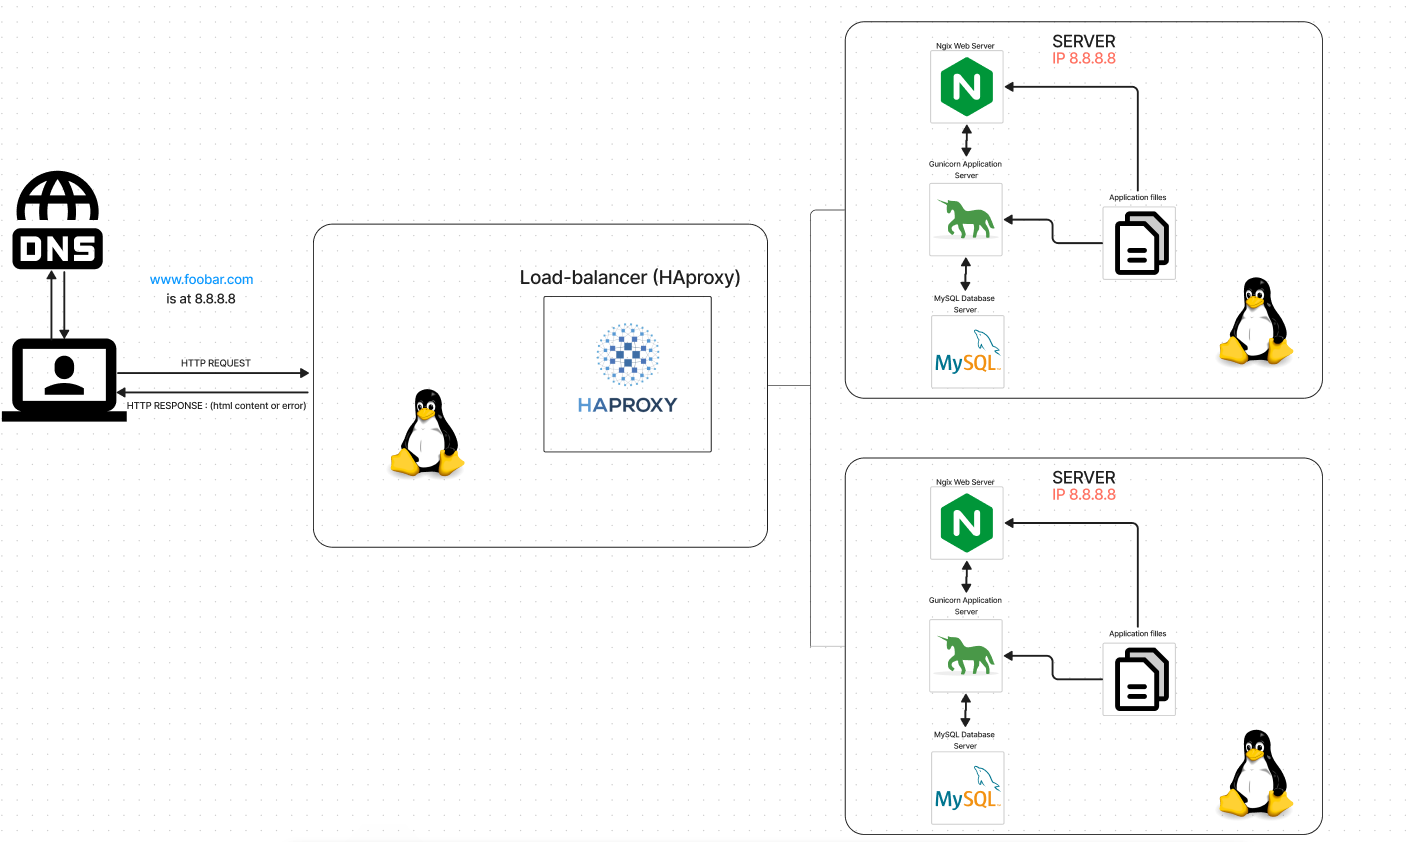 DNS
www.foobar.com
is at 8.8.8.8
HTTP REQUEST
HTTP RESPONSE : (html content or error)
Load-balancer (HAproxy)
HAPROXY
SERVER
IP 8.8.8.8
Ngix Web Server
N
Gunicorn Application
Server
Application filles
MySQL Database
Server
MySQL
SERVER
IP 8.8.8.8
Ngix Web Server
N
Gunicorn Application
Server
Application filles
MySQL Database
Server
MySQL